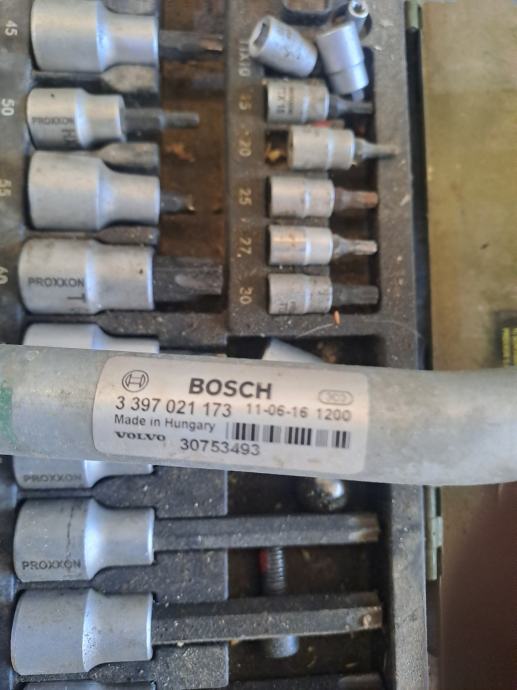 45
50
55
60
TX10
15
20
25
27
30
PROXXON
PROXXON
BOSCH
3 397 021 173 11-06-16 1200
Made in Hungary
VOLVO 30753493
PROXXON
PROXXON